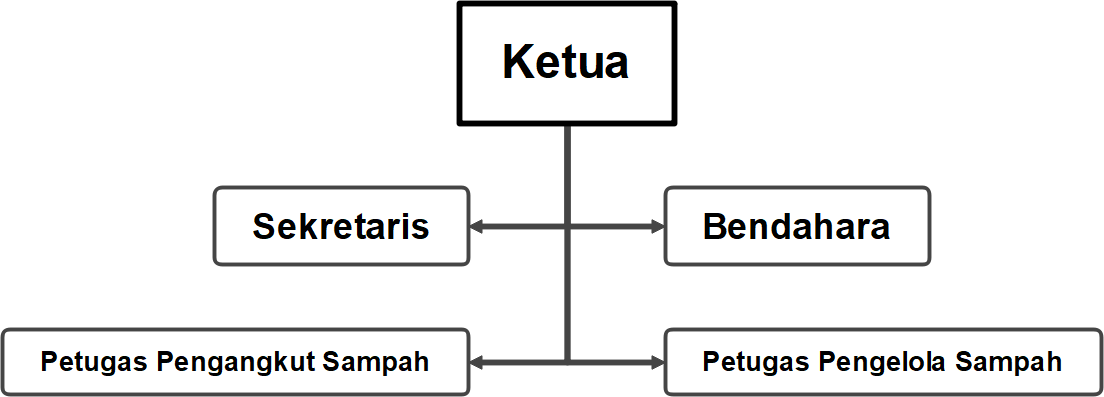 Ketua
Sekretaris
Bendahara
Petugas Pengangkut Sampah
Petugas Pengelola Sampah